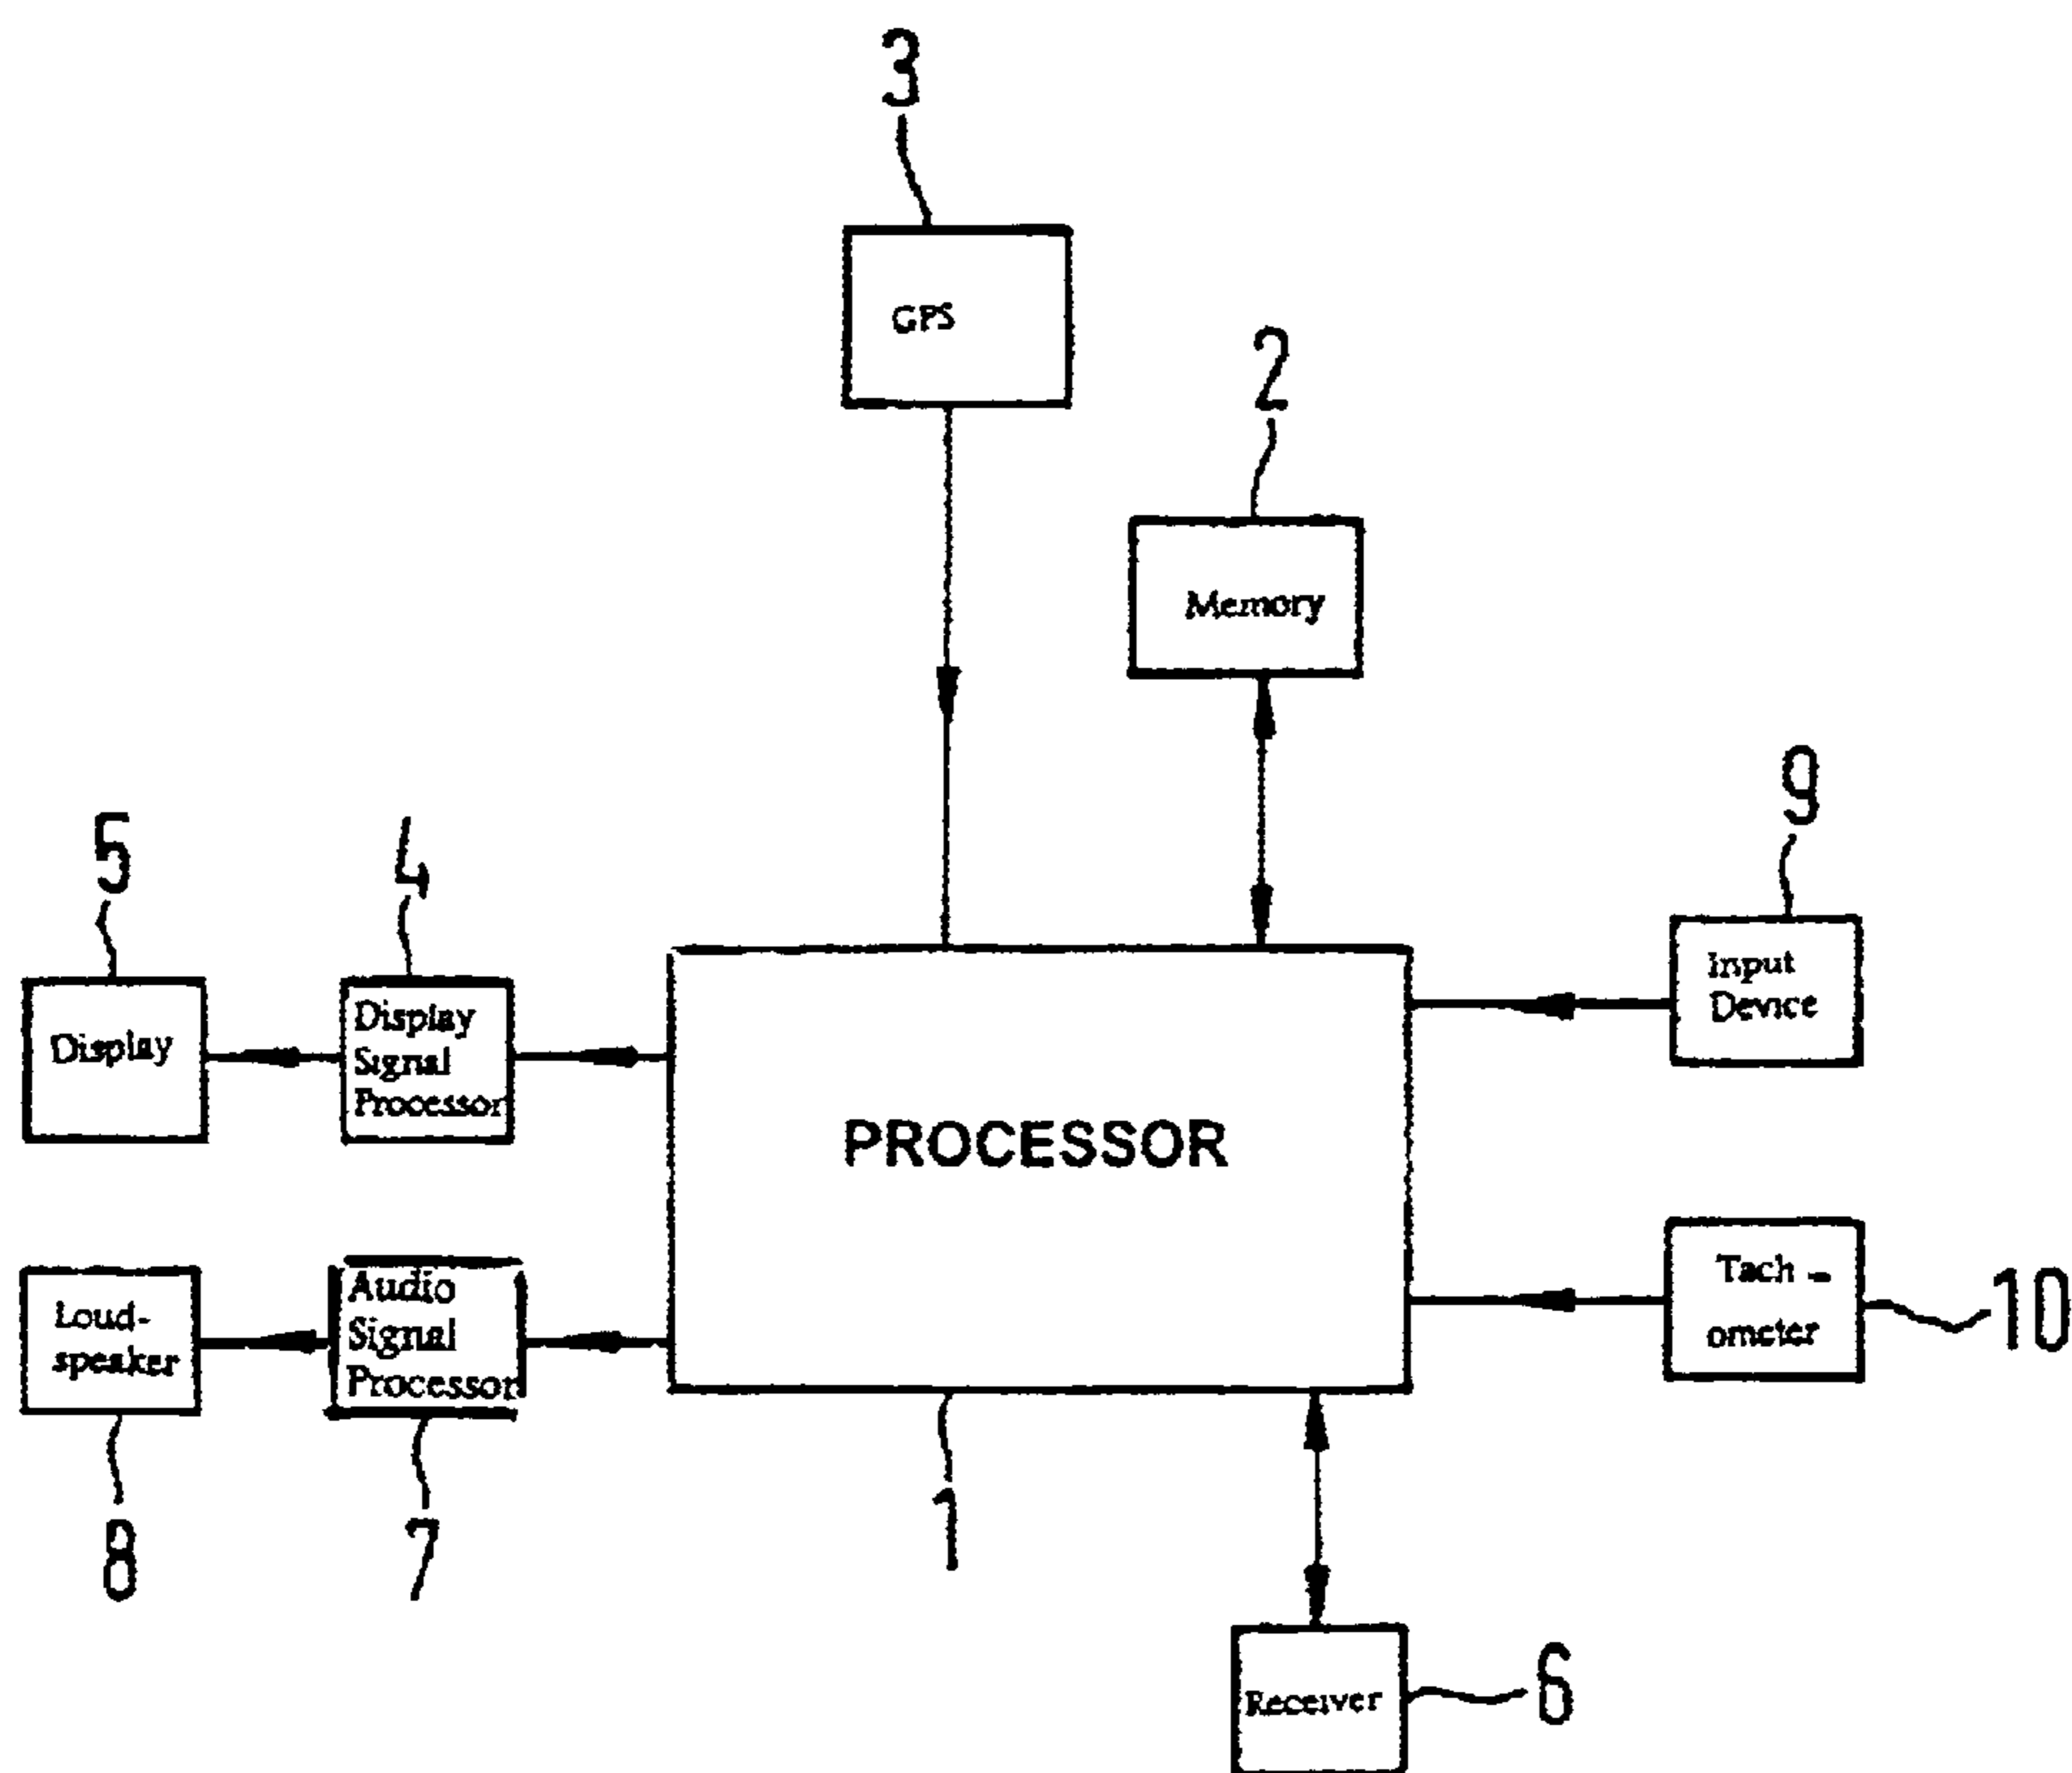 3
GPS
2
Memory
9
Input
Device
5
4
Display
Display
Signal
Processor
PROCESSOR
Tach -
ometer
10
Loud-
speaker
Audio
Signal
Processor
8
7
1
Receiver
6